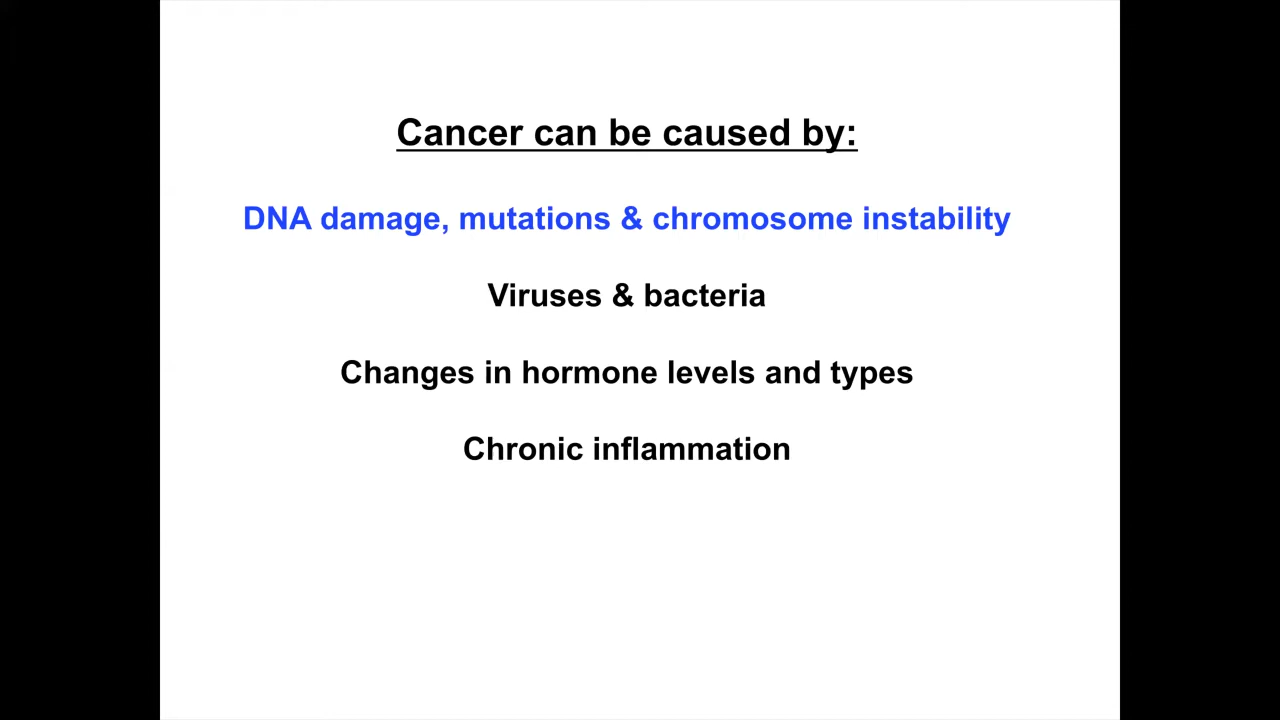 Cancer can be caused by:
DNA damage, mutations & chromosome instability
Viruses & bacteria
Changes in hormone levels and types
Chronic inflammation